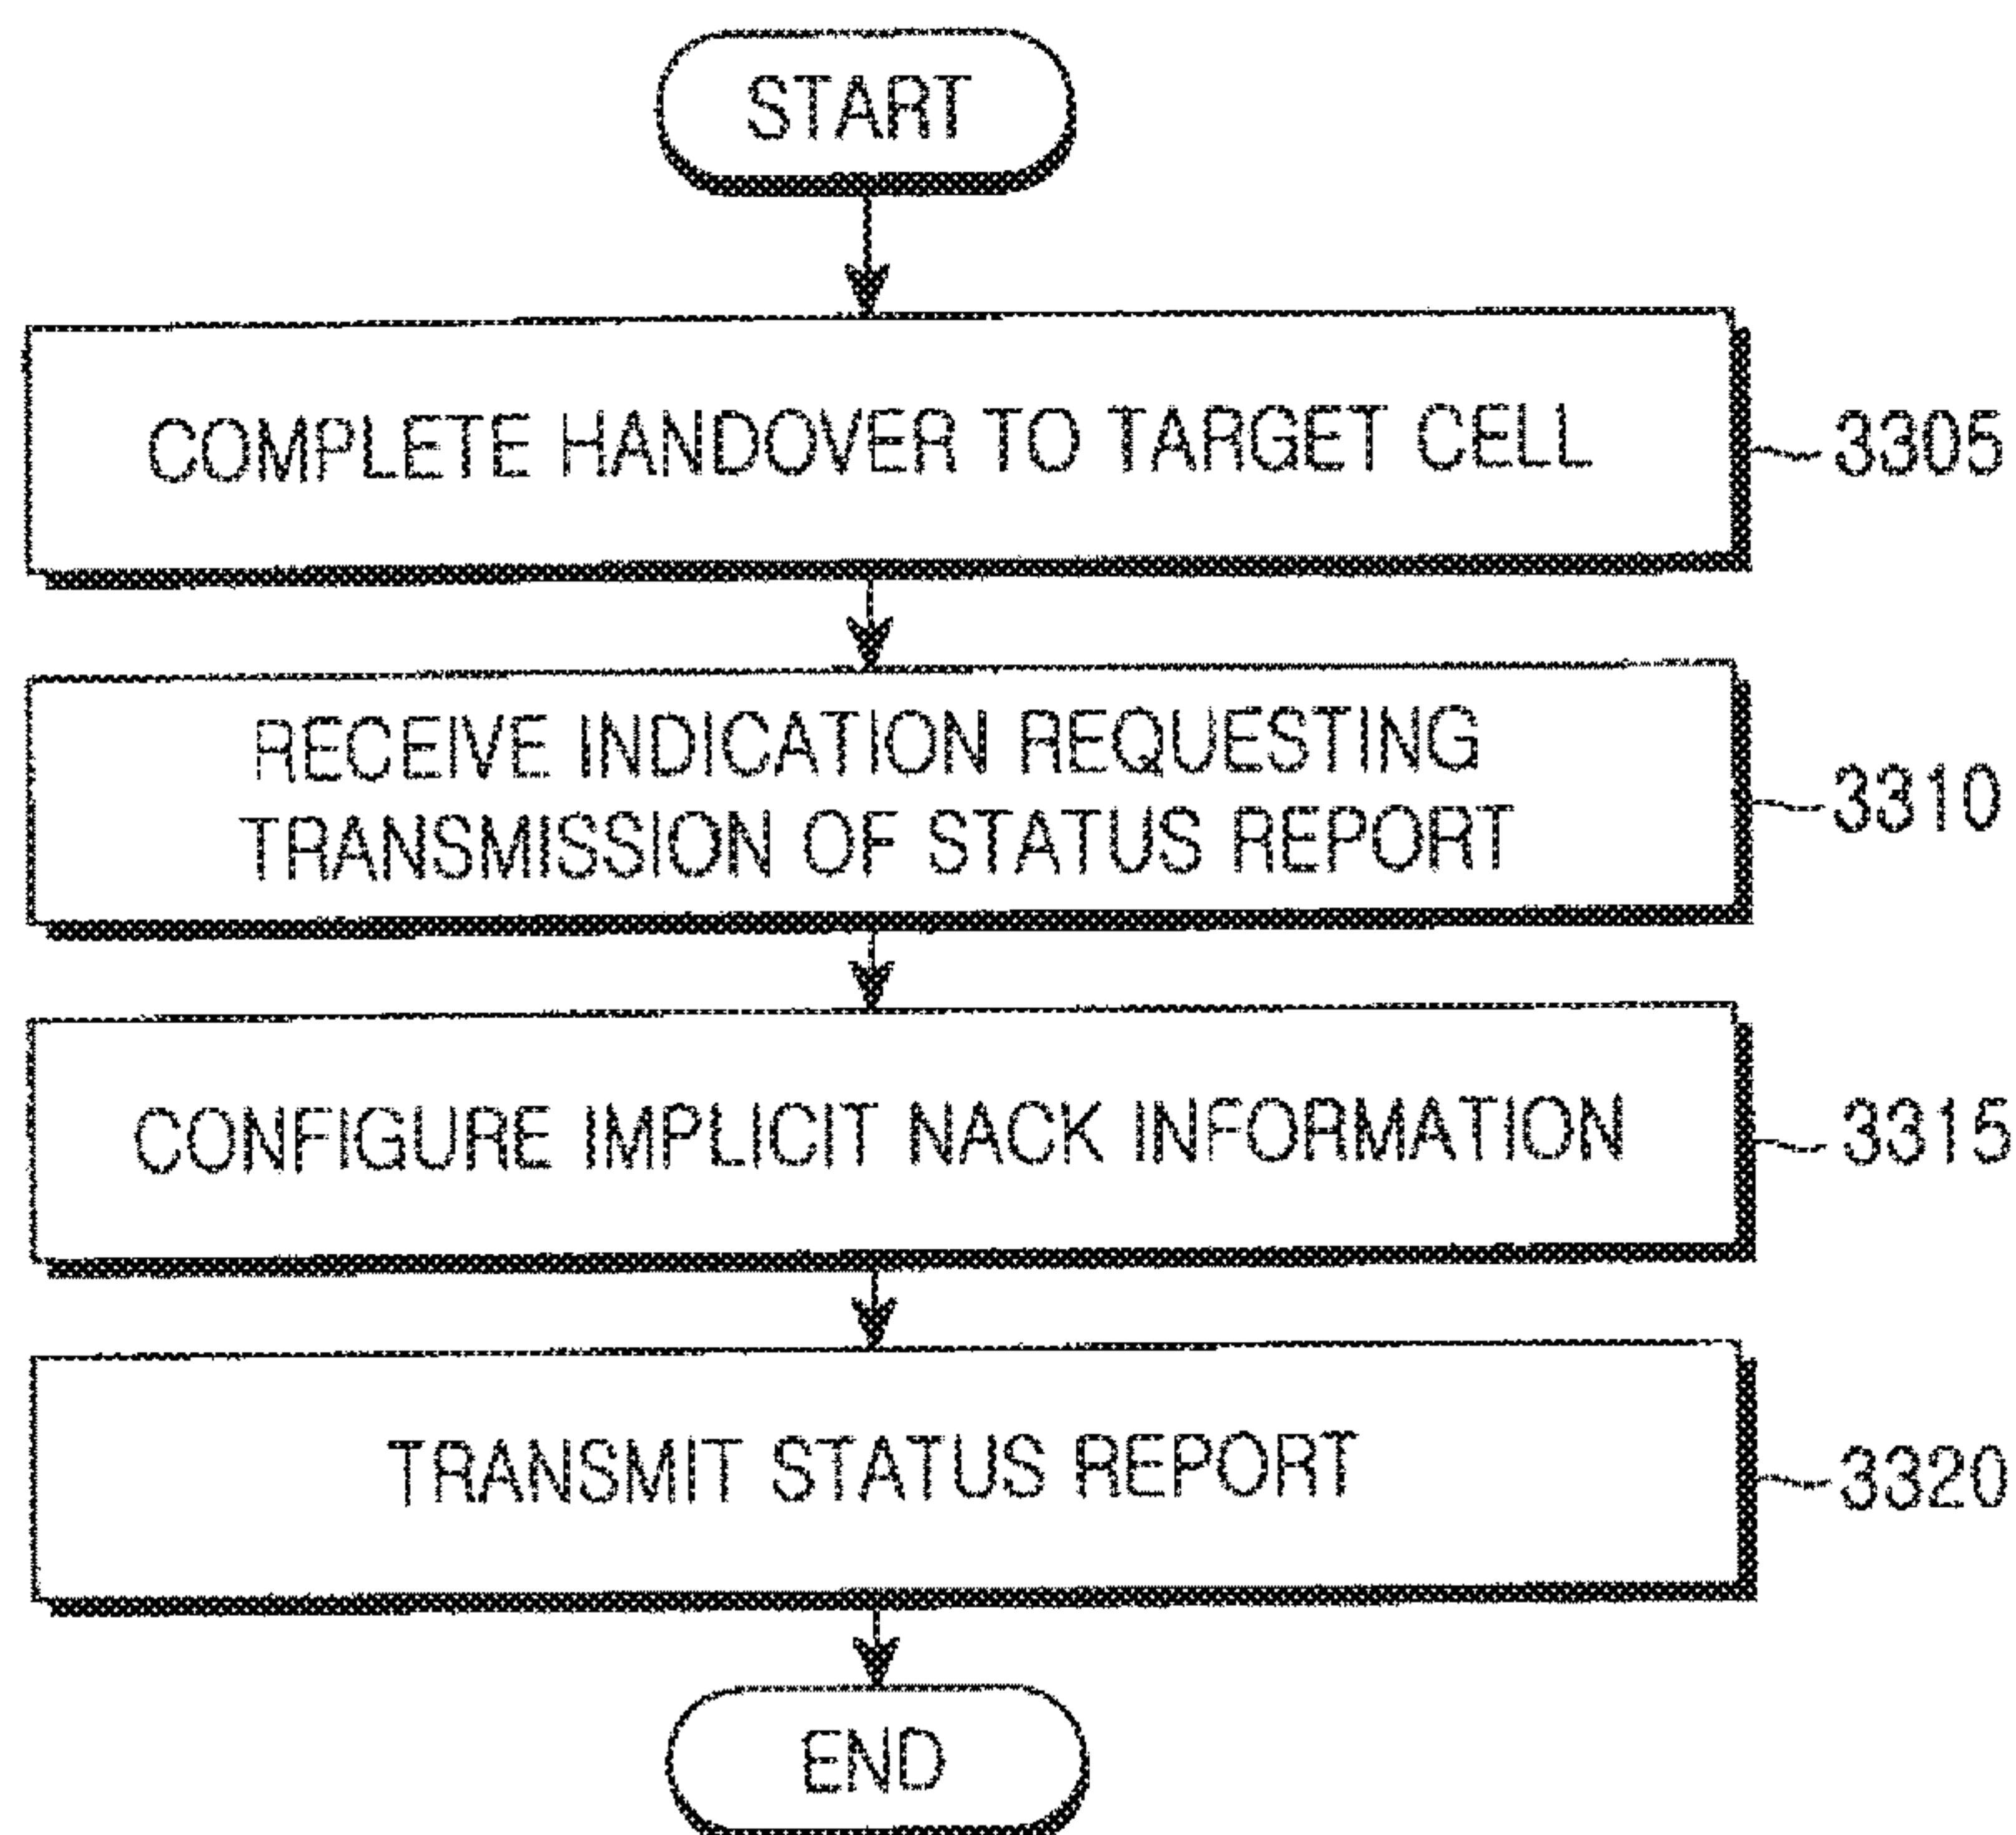 START
COMPLETE HANDOVER TO TARGET CELL
3305
RECEIVE INDICATION REQUESTING
TRANSMISSION OF STATUS REPORT
3310
CONFIGURE IMPLICIT NACK INFORMATION
3315
TRANSMIT STATUS REPORT
3320
END